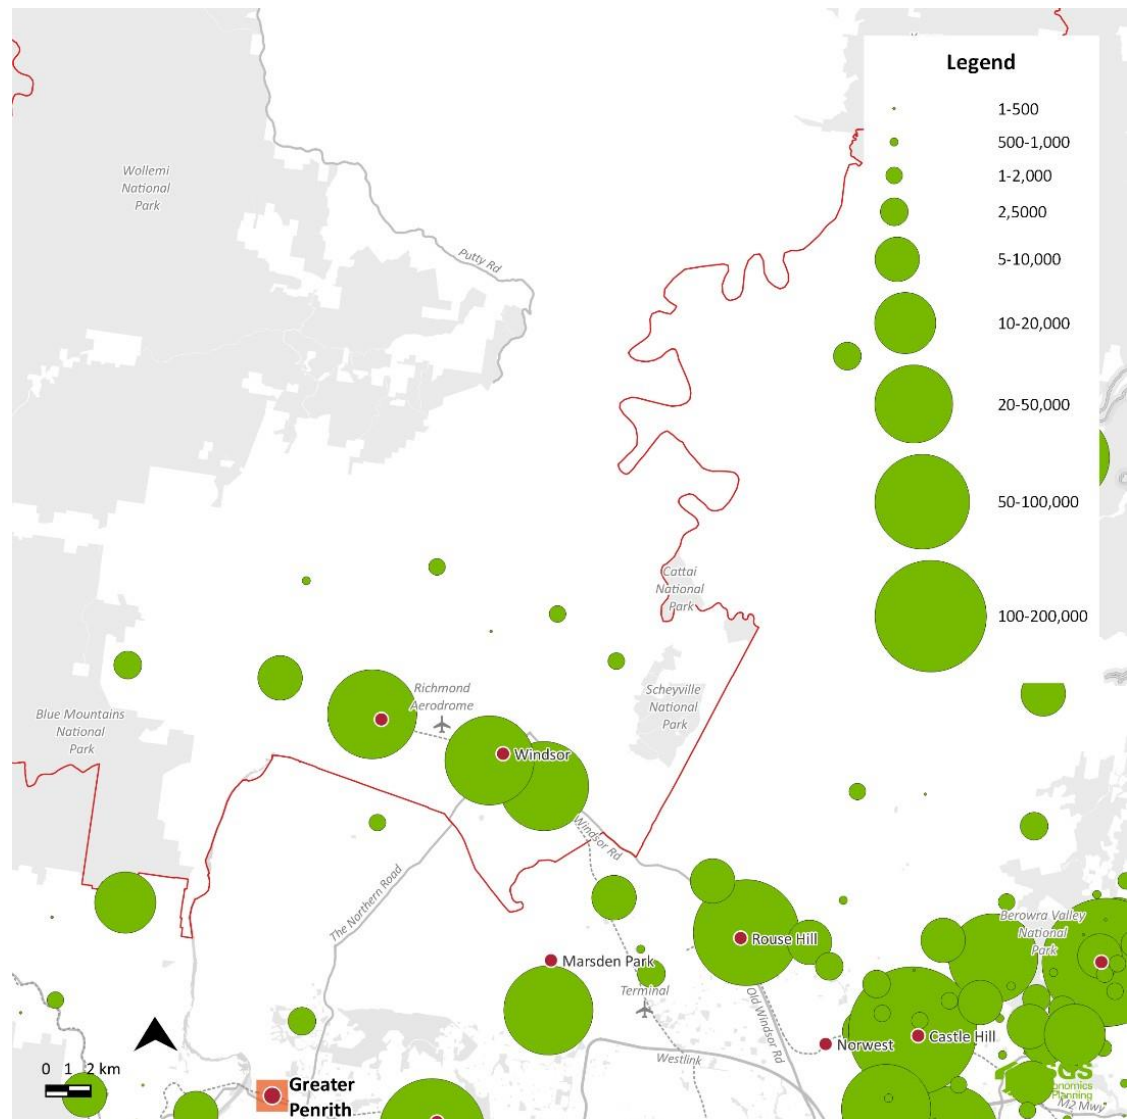 Legend
1-500
500-1,000
1-2,000
2,5000
5-10,000
10-20,000
20-50,000
50-100,000
100-200,000
Wollemi
National
Park
Putty Rd
Cattai
National
Park
Richmond
Aerodrome
Scheyville
National
Park
Blue Mountains
National
Park
Windsor
Windsor Rd
The Northern Road
Berowra Valley
National
Park
Rouse Hill
Marsden Park
Terminal
Old Windsor Rd
Castle Hill
Norwest
Westlink
0 1 2 km
Greater
Penrith
M2 Mwy